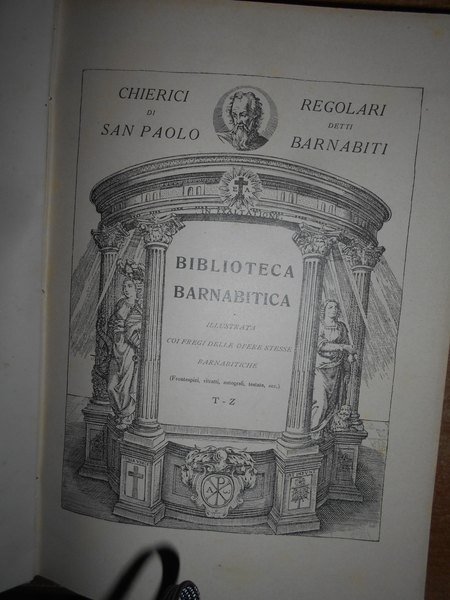 CHIERICI
DI
SAN PAOLO
REGOLARI
DETTI
BARNABITI
BIBLIOTECA
BARNABITICA
ILLUSTRATA
COI FREGI DELLE OPERE STESSE
BARNABITICHE
(Frontespizi, ritratti, autografi, testate, ecc.)
T - Z